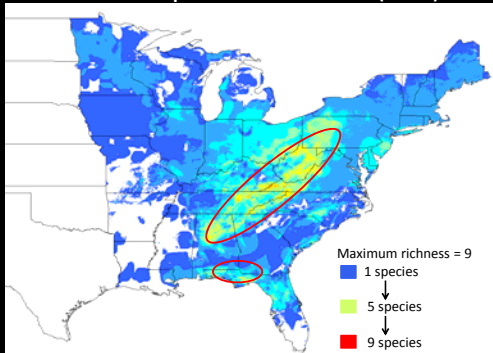 Maximum richness = 9
1 species
5 species
9 species